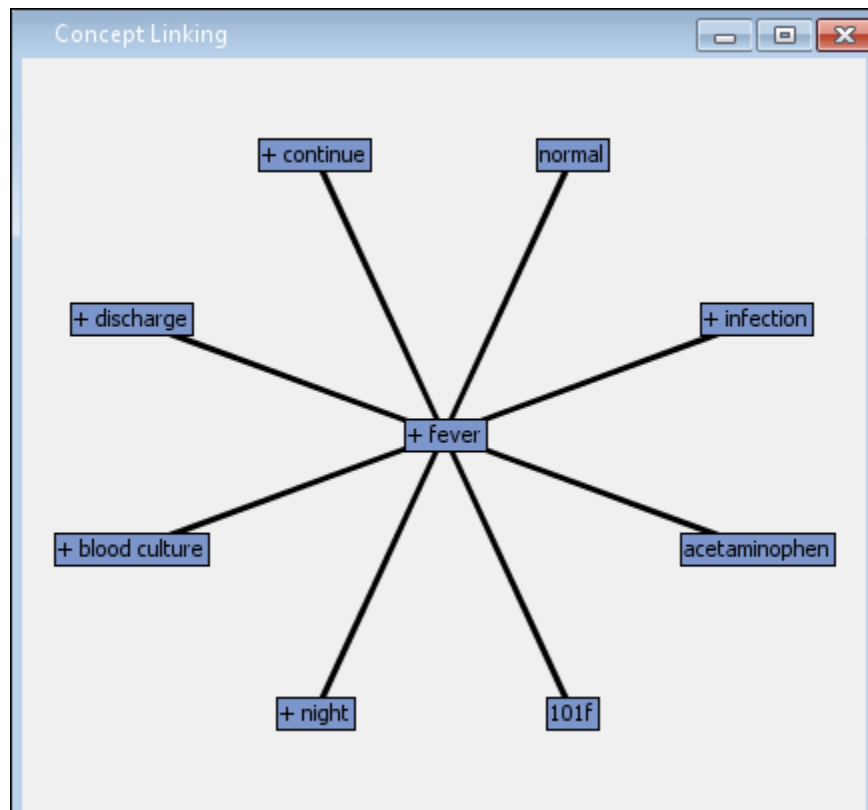 Concept Linking
+ continue
normal
+ discharge
+ infection
+ fever
+ blood culture
acetaminophen
+ night
101f